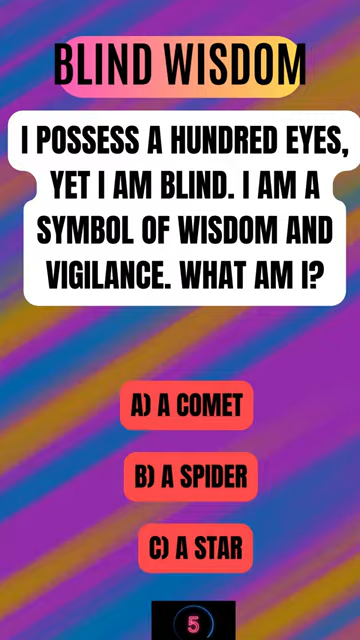 BLIND WISDOM
I POSSESS A HUNDRED EYES,
YET I AM BLIND. I AM A
SYMBOL OF WISDOM AND
VIGILANCE. WHAT AM I?
A) A COMET
B) A SPIDER
C) A STAR
5